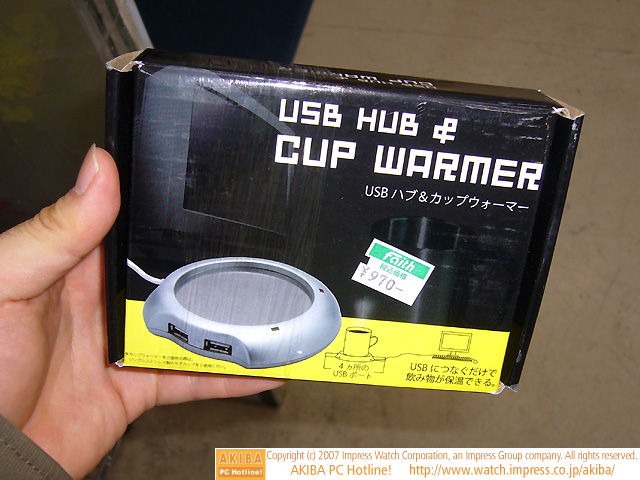 USB HUB &
CUP WARMER
USB ハブ＆カップウォーマー
faith
税込価格
¥970-
4ヵ所の
USBポート
USBにつなぐだけで
飲み物が保温できる。
AKIBA
PC Hotline!
Copyright (c) 2007 Impress Watch Corporation, an Impress Group company. All rights reserved.
AKIBA PC Hotline! http://www.watch.impress.co.jp/akiba/